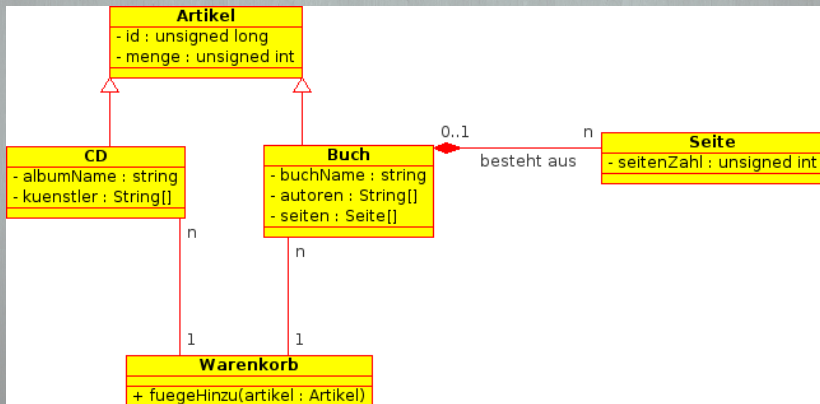 Artikel
- id : unsigned long
- menge : unsigned int
CD
- albumName : string
- kuenstler : String[]
Buch
- buchName : string
- autoren : String[]
- seiten : Seite[]
0..1
n
besteht aus
Seite
- seitenZahl : unsigned int
n
n
1
1
Warenkorb
+ fuegeHinzu(artikel : Artikel)